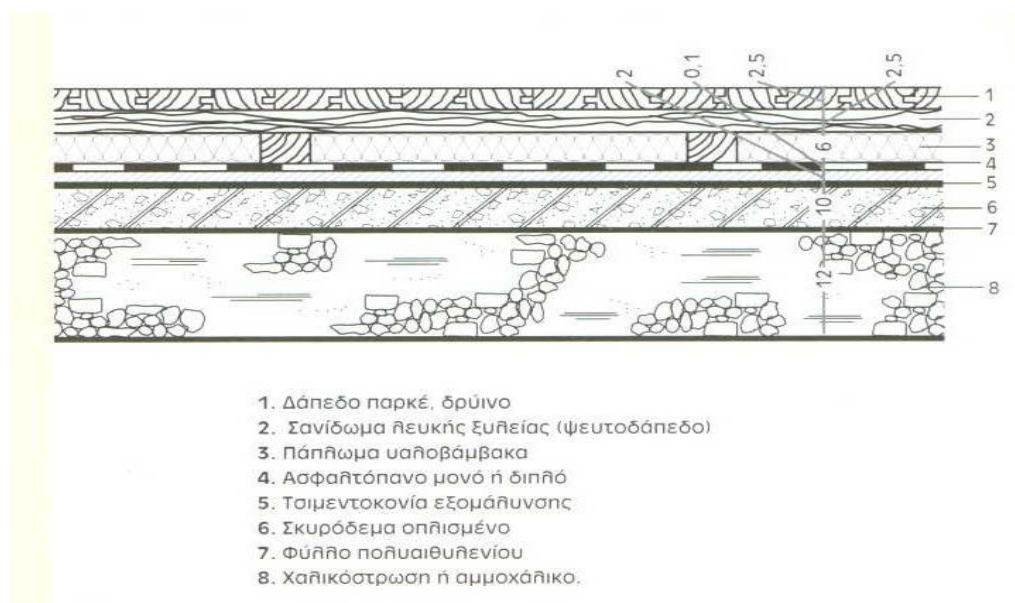 2
0,1
2,5
2,5
1
2
6
3
4
5
10
6
7
12
8
1. Δάπεδο παρκέ, δρύινο
2. Σανίδωμα λευκής ξυλείας (ψευτοδάπεδο)
3. Πάπλωμα υαλοβάμβακα
4. Ασφαλτόπανο μονό ή διπλό
5. Τσιμεντοκονία εξομάλυνσης
6. Σκυρόδεμα οπλισμένο
7. Φύλλο πολυαιθυλενίου
8. Χαλικόστρωση ή αμμοχάλικο.